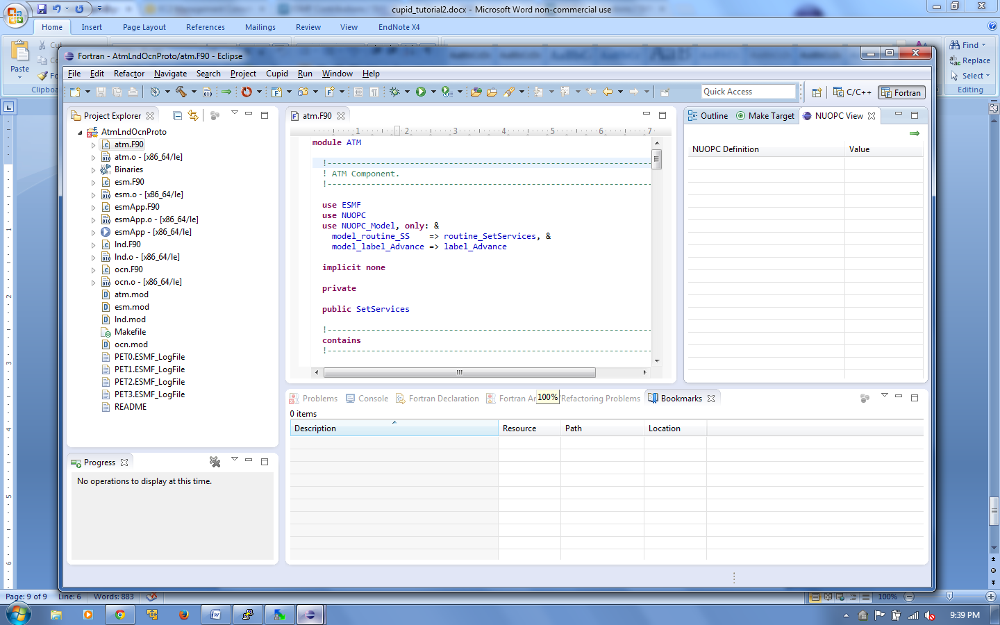 cupid_tutorial2.docx - Microsoft Word non-commercial use
Home Insert Page Layout References Mailings Review View EndNote X4
Paste
Cut
Clipboa
Find
Replace
Select
Editing
Fortran - AtmLndOcnProto/atm.F90 - Eclipse
File Edit Refactor Navigate Search Project Cupid Run Window Help
Quick Access
C/C++
Fortran
Project Explorer
AtmLndOcnProto
atm.F90
atm.o - [x86_64/le]
Binaries
esm.F90
esm.o - [x86_64/le]
esmApp.F90
esmApp.o - [x86_64/le]
esmApp - [x86_64/le]
lnd.F90
lnd.o - [x86_64/le]
ocn.F90
ocn.o - [x86_64/le]
atm.mod
esm.mod
lnd.mod
Makefile
ocn.mod
PET0.ESMF_LogFile
PET1.ESMF_LogFile
PET2.ESMF_LogFile
PET3.ESMF_LogFile
README
Progress
No operations to display at this time.
atm.F90
1 2 3 4 5 6 7
module ATM
!-------------------------------------------------------------------
! ATM Component.
!-------------------------------------------------------------------
use ESMF
use NUOPC
use NUOPC_Model, only: &
model_routine_SS    => routine_SetServices, &
model_label_Advance => label_Advance
implicit none
private
public SetServices
!-------------------------------------------------------------------
contains
!-------------------------------------------------------------------
Outline Make Target NUOPC View
NUOPC Definition Value
Problems Console Fortran Declaration Fortran An 100% Refactoring Problems Bookmarks
0 items
Description Resource Path Location
1
2
3
4
5
6
Page: 9 of 9 Line: 6 Words: 883
100%
9:39 PM